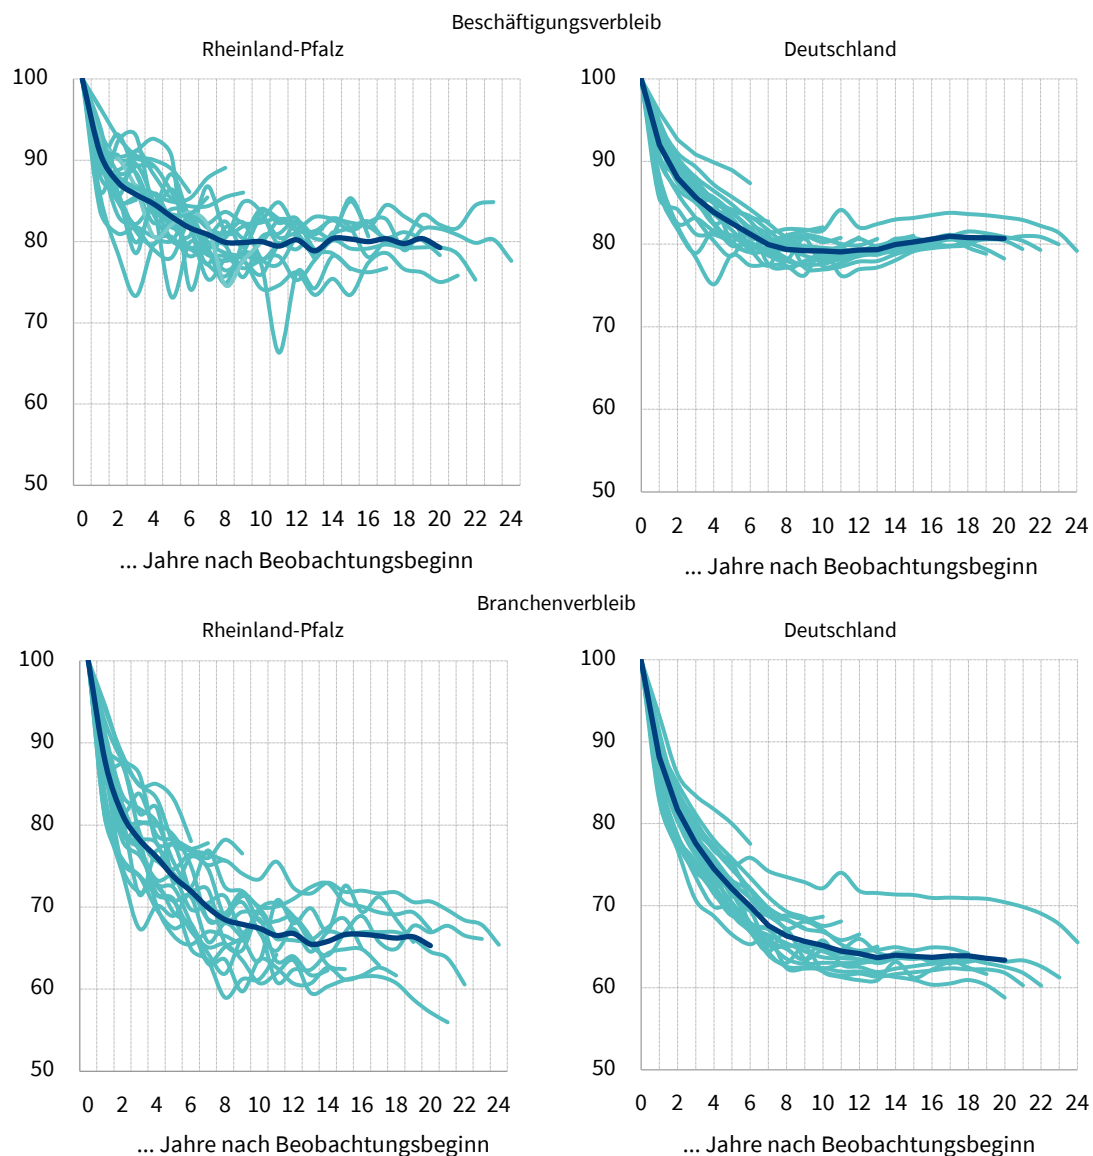 Beschäftigungsverbleib
Rheinland-Pfalz
100
90
80
70
60
50
0 2 4 6 8 10 12 14 16 18 20 22 24
... Jahre nach Beobachtungsbeginn
Deutschland
100
90
80
70
60
50
0 2 4 6 8 10 12 14 16 18 20 22 24
... Jahre nach Beobachtungsbeginn
Branchenverbleib
Rheinland-Pfalz
100
90
80
70
60
50
0 2 4 6 8 10 12 14 16 18 20 22 24
... Jahre nach Beobachtungsbeginn
Deutschland
100
90
80
70
60
50
0 2 4 6 8 10 12 14 16 18 20 22 24
... Jahre nach Beobachtungsbeginn